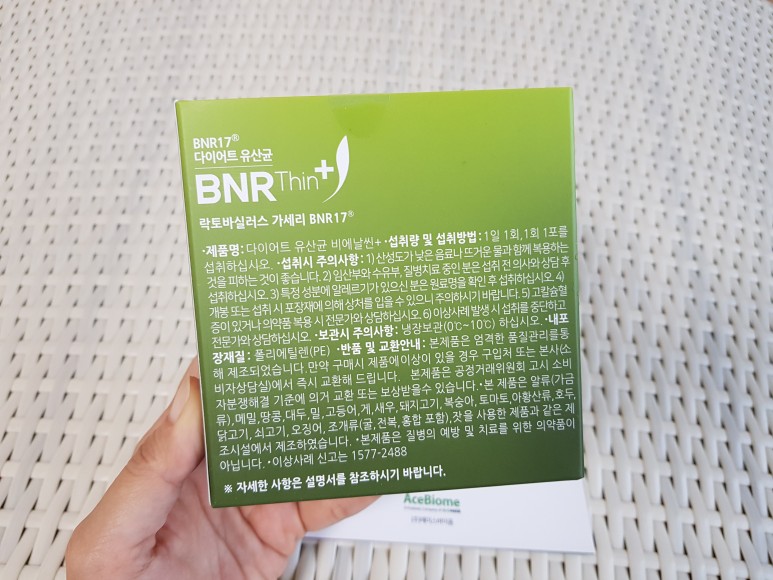 BNR17®
다이어트 유산균
BNRThin+
락토바실러스 가세리 BNR17®
·제품명: 다이어트 유산균 비에날씬+ ·섭취량 및 섭취방법: 1일 1회, 1회 1포를
섭취하십시오. ·섭취시 주의사항: 1) 산성도가 낮은 음료나 뜨거운 물과 함께 복용하는
것을 피하는 것이 좋습니다. 2) 임산부와 수유부, 질병치료 중인 분은 섭취 전 의사와 상담 후
섭취하십시오. 3) 특정 성분에 알레르기가 있으신 분은 원료명을 확인 후 섭취하십시오. 4)
개봉 또는 섭취 시 포장재에 의해 상처를 입을 수 있으니 주의하시기 바랍니다. 5) 고칼슘혈
증이 있거나 의약품 복용 시 전문가와 상담하십시오. 6) 이상사례 발생 시 섭취를 중단하고
전문가와 상담하십시오. ·보관시 주의사항: 냉장보관(0℃~10℃) 하십시오. ·내포
장재질: 폴리에틸렌(PE) ·반품 및 교환안내: 본제품은 엄격한 품질관리를 통
해 제조되었습니다. 만약 구매시 제품에 이상이 있을 경우 구입처 또는 본사(소
비자상담실)에서 즉시 교환해 드립니다. 본제품은 공정거래위원회 고시 소비
자분쟁해결 기준에 의거 교환 또는 보상받을수 있습니다. ·본 제품은 알류(가금
류), 메밀, 땅콩, 대두, 밀, 고등어, 게, 새우, 돼지고기, 복숭아, 토마토, 아황산류, 호두,
닭고기, 쇠고기, 오징어, 조개류(굴, 전복, 홍합 포함), 잣을 사용한 제품과 같은 제
조시설에서 제조하였습니다. ·본제품은 질병의 예방 및 치료를 위한 의약품이
아닙니다. ·이상사례 신고는 1577-2488
※ 자세한 사항은 설명서를 참조하시기 바랍니다.
AceBiome